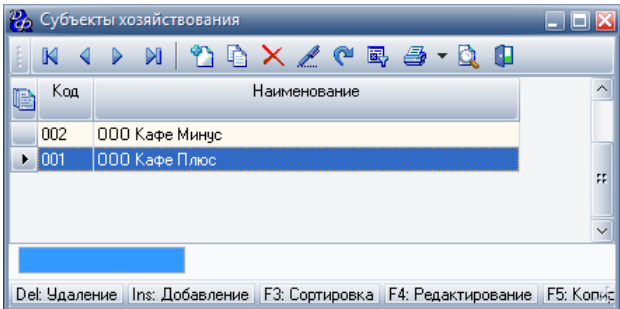 Субъекты хозяйствования
Код Наименование
002 ООО Кафе Минус
001 ООО Кафе Плюс
Del: Удаление Ins: Добавление F3: Сортировка F4: Редактирование F5: